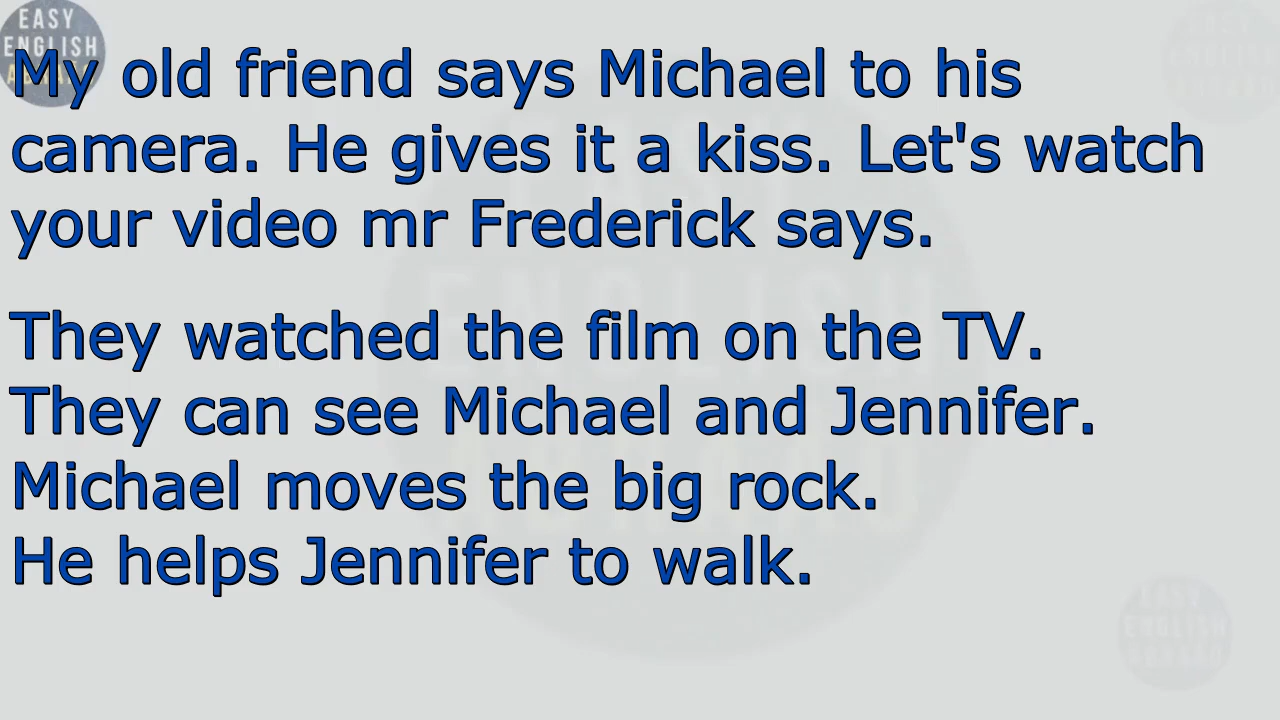 EASY
ENGLISH
My old friend says Michael to his
camera. He gives it a kiss. Let's watch
your video mr Frederick says.
They watched the film on the TV.
They can see Michael and Jennifer.
Michael moves the big rock.
He helps Jennifer to walk.